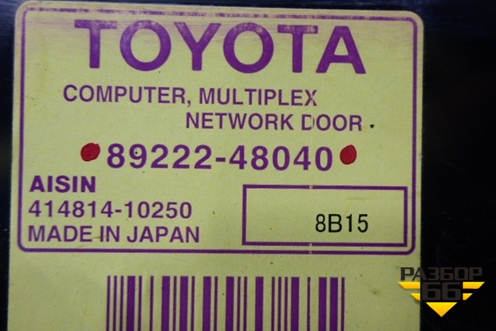 TOYOTA
COMPUTER, MULTIPLEX
NETWORK DOOR
89222-48040
AISIN
414814-10250
8B15
MADE IN JAPAN
РАЗБОР
66